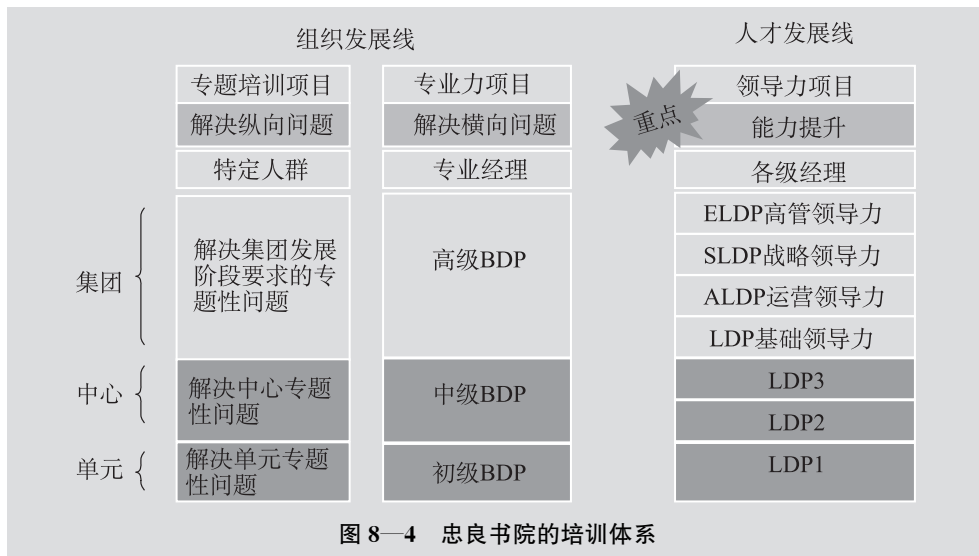 组织发展线
人才发展线
专题培训项目
专业力项目
领导力项目
解决纵向问题
解决横向问题
重点
能力提升
特定人群
专业经理
各级经理
集团
解决集团发展
阶段要求的专
题性问题
高级BDP
ELDP高管领导力
SLDP战略领导力
ALDP运营领导力
LDP基础领导力
中心
解决中心专题
性问题
中级BDP
LDP3
LDP2
单元
解决单元专题
性问题
初级BDP
LDP1
图 8—4 忠良书院的培训体系